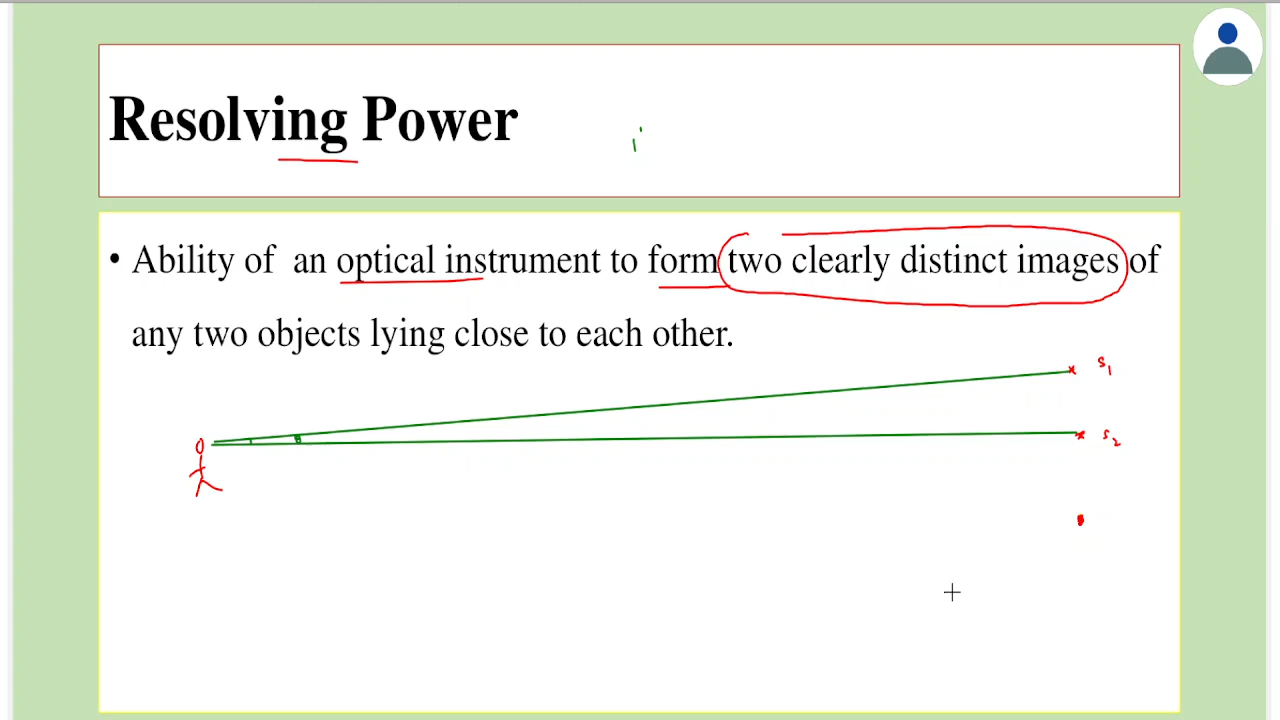 Resolving Power
i
• Ability of an optical instrument to form two clearly distinct images of
any two objects lying close to each other.
S1
S2
θ